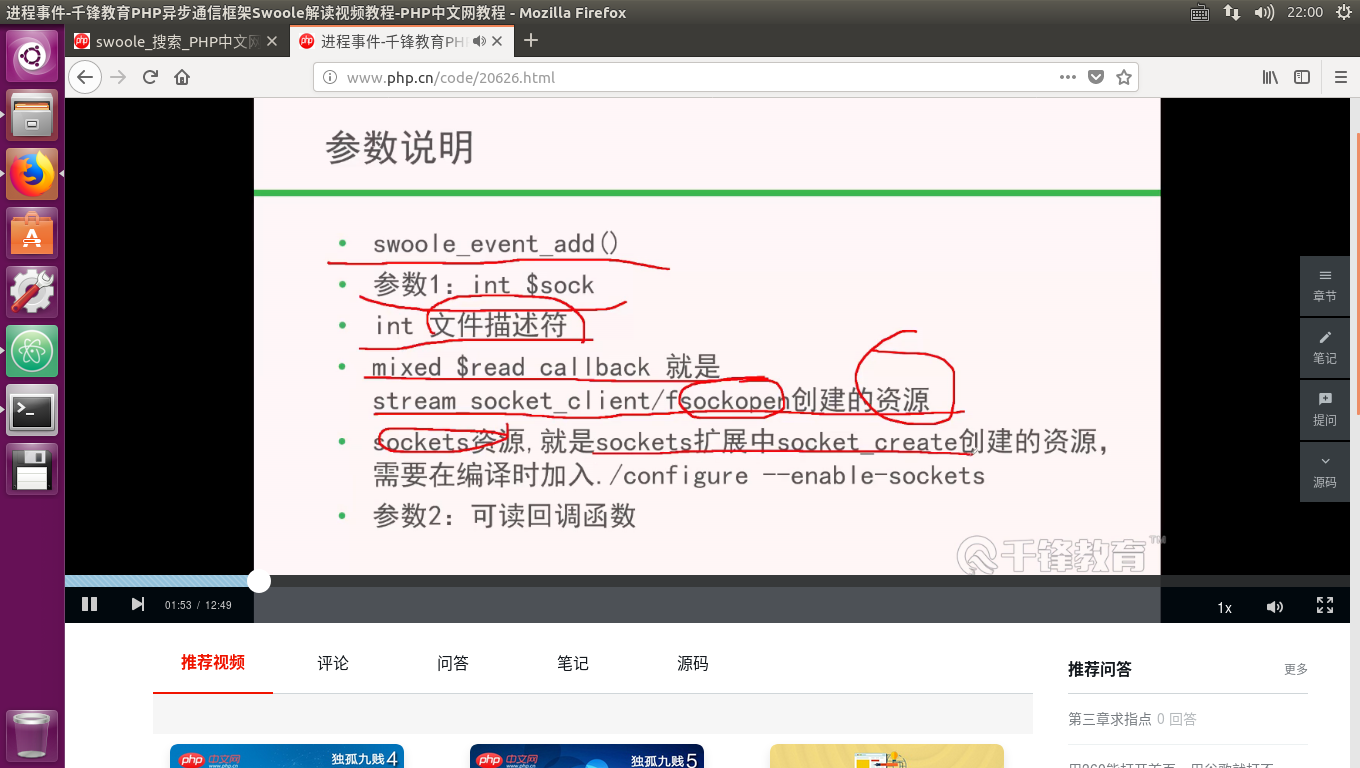 进程事件-千锋教育PHP异步通信框架Swoole解读视频教程-PHP中文网教程 - Mozilla Firefox
22:00
swoole_搜索_PHP中文网
进程事件-千锋教育PHP
www.php.cn/code/20626.html
参数说明
• swoole_event_add()
• 参数1：int $sock
• int 文件描述符
• mixed $read callback 就是
stream socket_client/fsockopen创建的资源
• sockets资源,就是sockets扩展中socket_create创建的资源，
需要在编译时加入./configure --enable-sockets
• 参数2：可读回调函数
千锋教育™
章节
笔记
提问
源码
01:53 / 12:49
1x
推荐视频 评论 问答 笔记 源码
推荐问答 更多
第三章求指点 0 回答
php 中文网 www.php.cn 独孤九贱4
php 中文网 www.php.cn 独孤九贱5